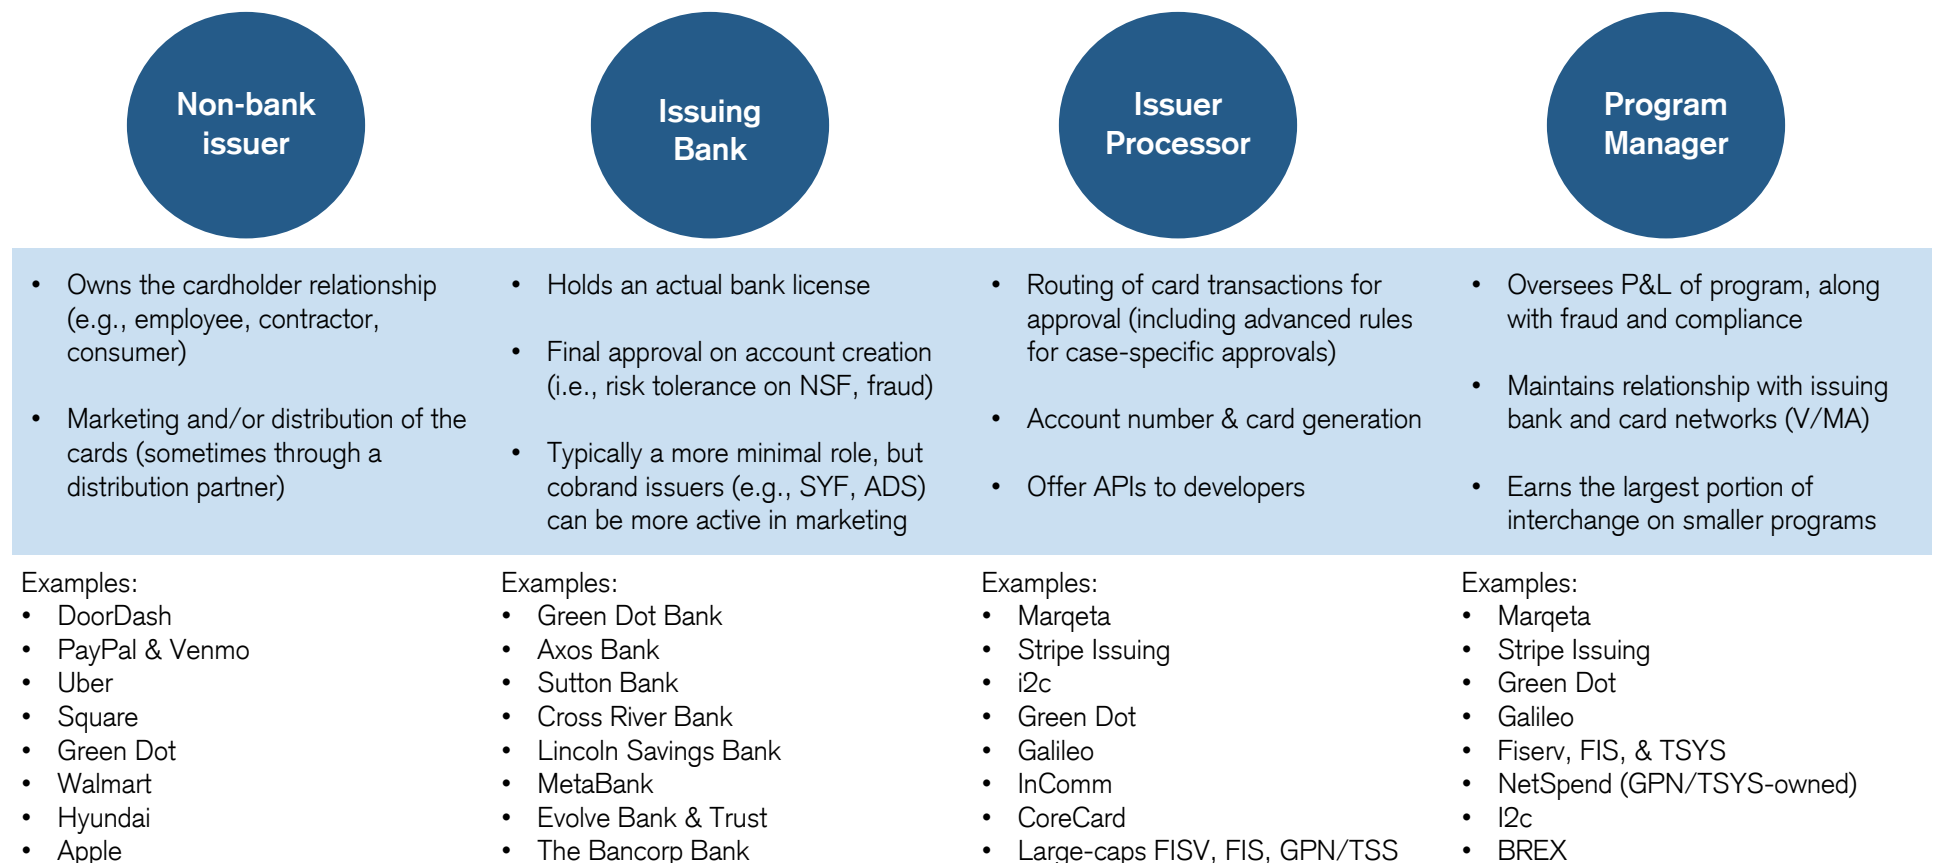 Non-bank
issuer
Issuing
Bank
Issuer
Processor
Program
Manager
• Owns the cardholder relationship
(e.g., employee, contractor,
consumer)
• Marketing and/or distribution of the
cards (sometimes through a
distribution partner)
• Holds an actual bank license
• Final approval on account creation
(i.e., risk tolerance on NSF, fraud)
• Typically a more minimal role, but
cobrand issuers (e.g., SYF, ADS)
can be more active in marketing
• Routing of card transactions for
approval (including advanced rules
for case-specific approvals)
• Account number & card generation
• Offer APIs to developers
• Oversees P&L of program, along
with fraud and compliance
• Maintains relationship with issuing
bank and card networks (V/MA)
• Earns the largest portion of
interchange on smaller programs
Examples:
• DoorDash
• PayPal & Venmo
• Uber
• Square
• Green Dot
• Walmart
• Hyundai
• Apple
Examples:
• Green Dot Bank
• Axos Bank
• Sutton Bank
• Cross River Bank
• Lincoln Savings Bank
• MetaBank
• Evolve Bank & Trust
• The Bancorp Bank
Examples:
• Marqeta
• Stripe Issuing
• i2c
• Green Dot
• Galileo
• InComm
• CoreCard
• Large-caps FISV, FIS, GPN/TSS
Examples:
• Marqeta
• Stripe Issuing
• Green Dot
• Galileo
• Fiserv, FIS, & TSYS
• NetSpend (GPN/TSYS-owned)
• I2c
• BREX